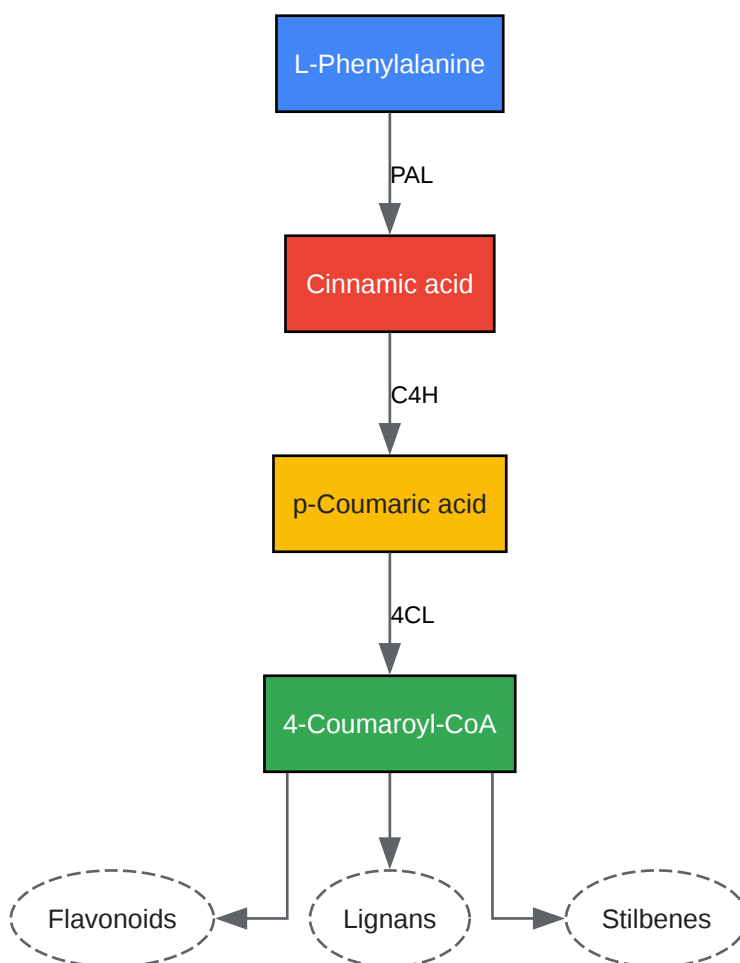 L-Phenylalanine
PAL
Cinnamic acid
C4H
p-Coumaric acid
4CL
4-Coumaroyl-CoA
Flavonoids
Lignans
Stilbenes